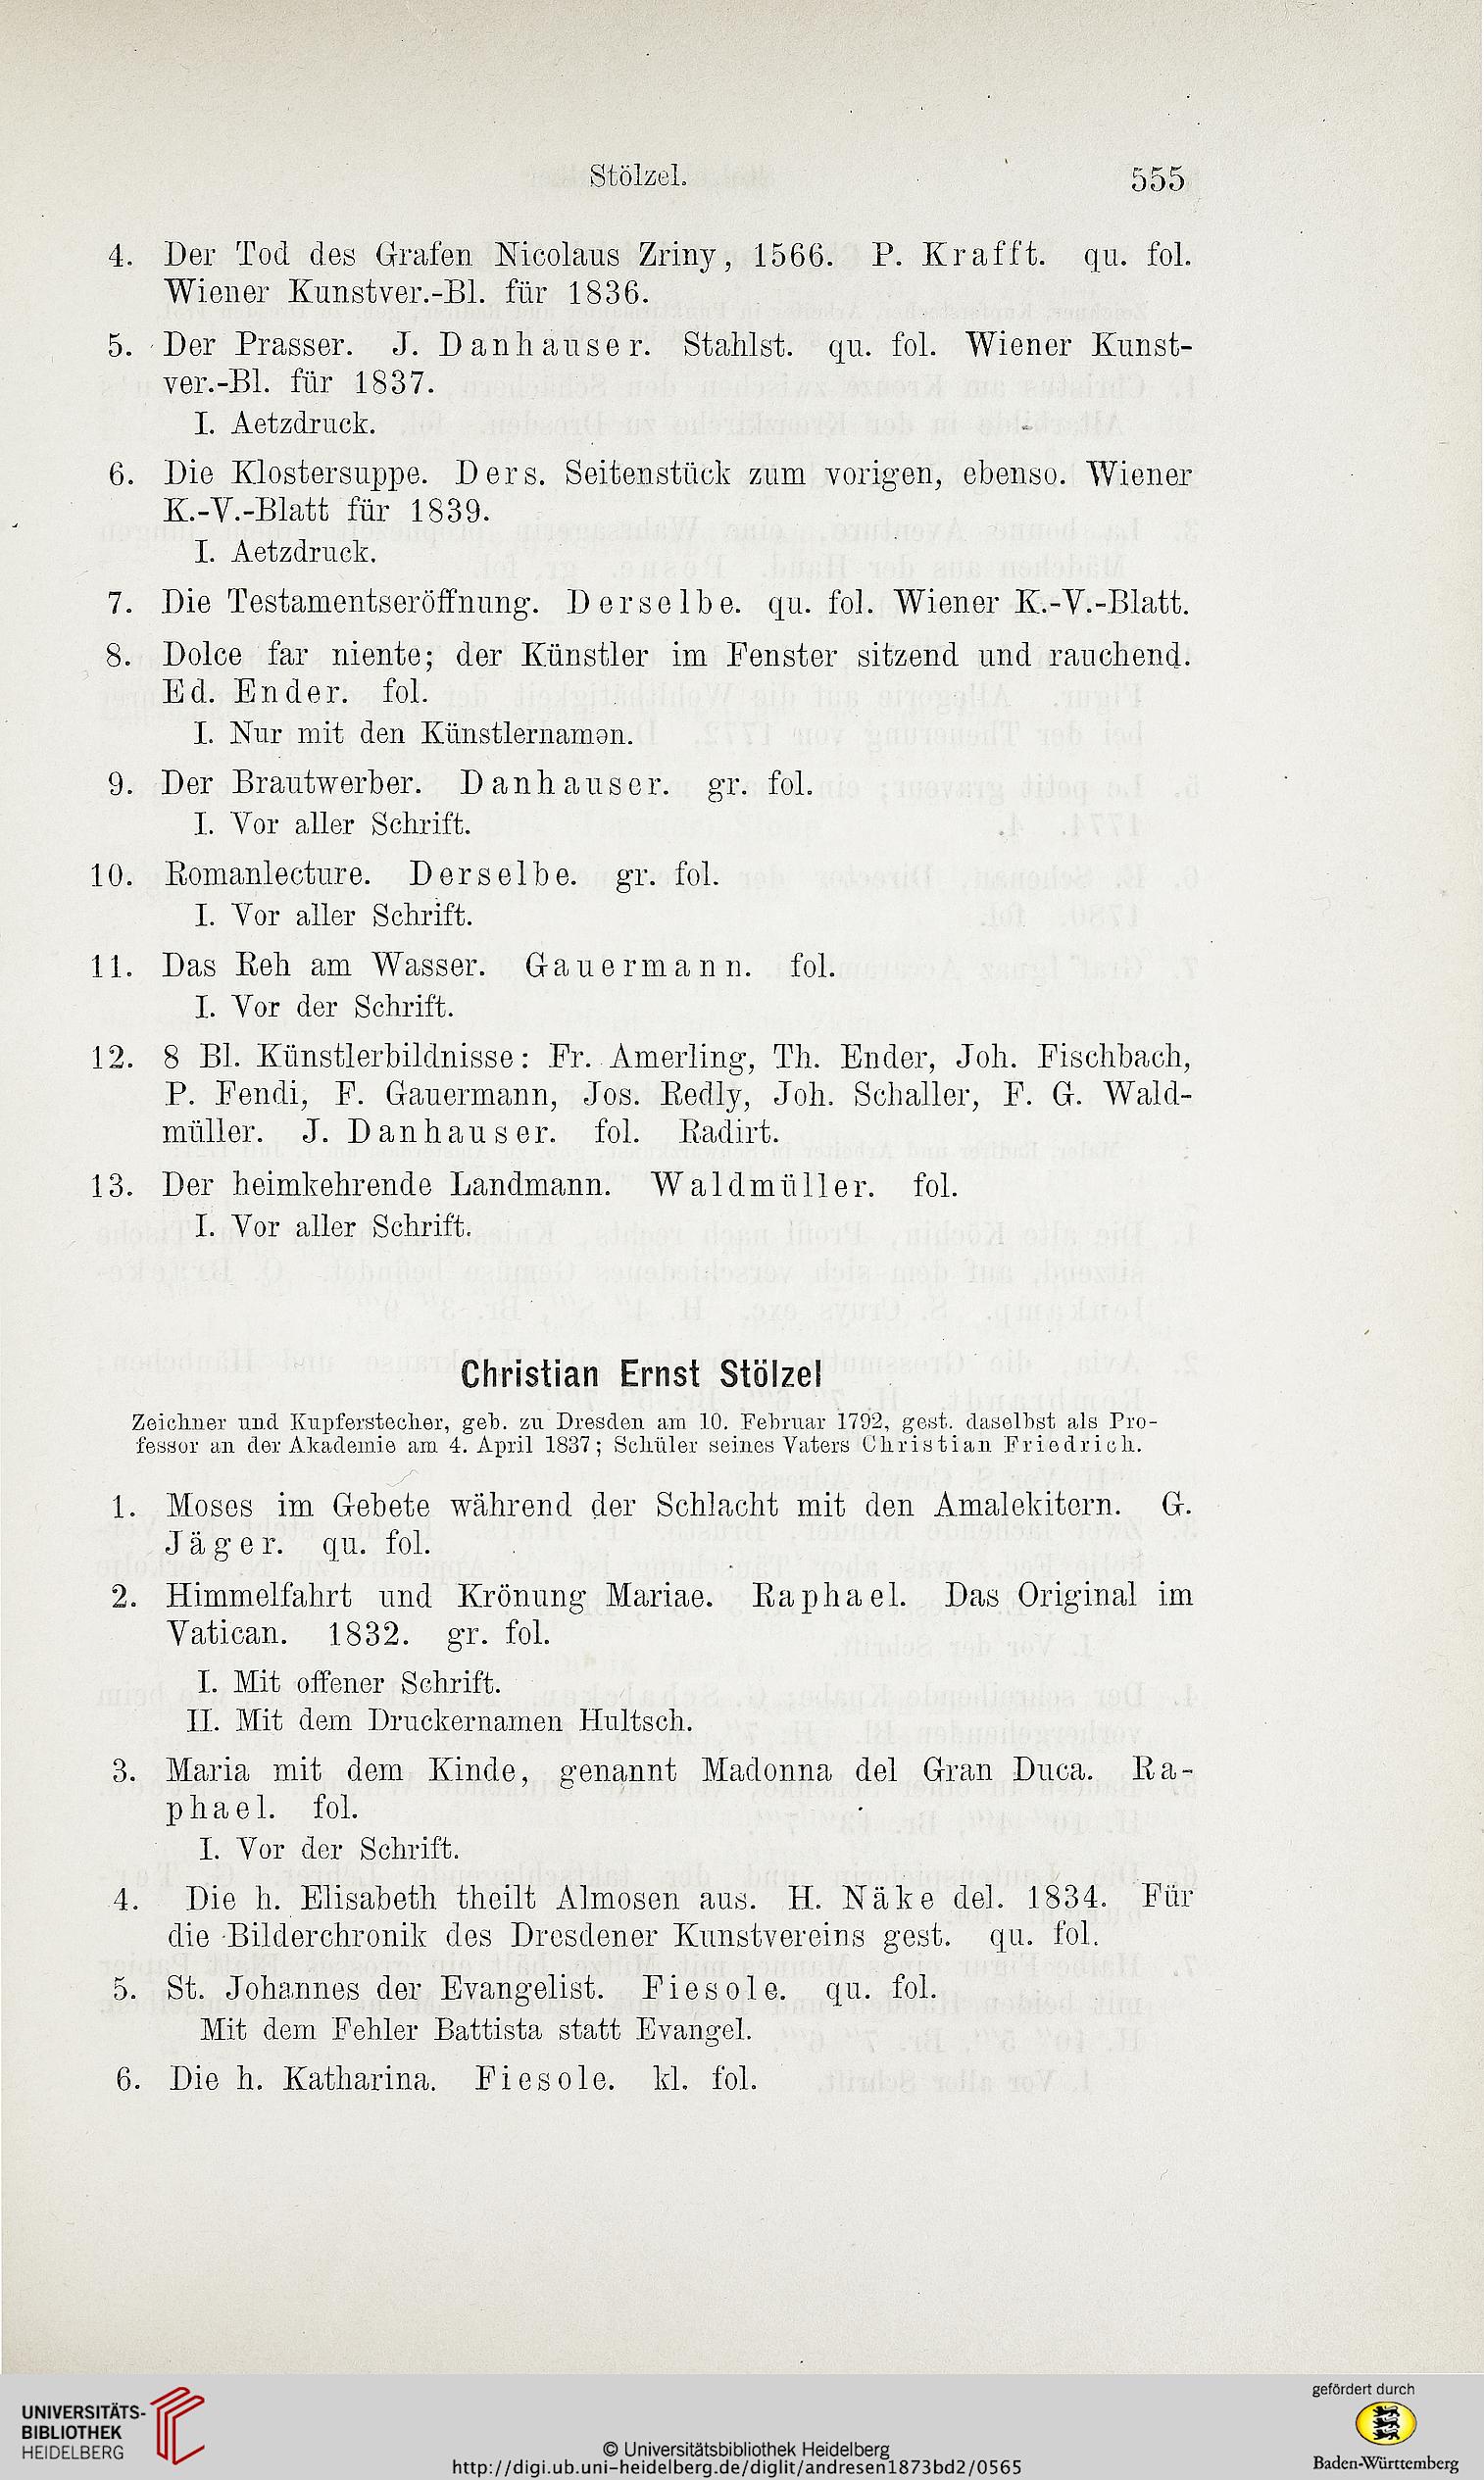 Stölzel.
555
4. Der Tod des Grafen Nicolaus Zriny, 1566. P. Krafft. qu. fol.
Wiener Kunstver.-Bl. für 1836.
5. Der Prasser. J. Danhauser. Stahlst. qu. fol. Wiener Kunst-
ver.-Bl. für 1837.
I. Aetzdruck.
6. Die Klostersuppe. Ders. Seitenstück zum vorigen, ebenso. Wiener
K.-V.-Blatt für 1839.
I. Aetzdruck.
7. Die Testamentseröffnung. Derselbe. qu. fol. Wiener K.-V.-Blatt.
8. Dolce far niente; der Künstler im Fenster sitzend und rauchend.
Ed. Ender. fol.
I. Nur mit den Künstlernamen.
9. Der Brautwerber. Danhauser. gr. fol.
I. Vor aller Schrift.
10. Romanlecture. Derselbe. gr. fol.
I. Vor aller Schrift.
11. Das Reh am Wasser. Gauermann. fol.
I. Vor der Schrift.
12. 8 Bl. Künstlerbildnisse: Fr. Amerling, Th. Ender, Joh. Fischbach,
P. Fendi, F. Gauermann, Jos. Redly, Joh. Schaller, F. G. Wald-
müller. J. Danhauser. fol. Radirt.
13. Der heimkehrende Landmann. Waldmüller. fol.
I. Vor aller Schrift.
Christian Ernst Stölzel
Zeichner und Kupferstecher, geb. zu Dresden am 10. Februar 1792, gest. daselbst als Pro-
fessor an der Akademie am 4. April 1837; Schüler seines Vaters Christian Friedrich.
1. Moses im Gebete während der Schlacht mit den Amalekitern. G.
Jäger. qu. fol.
2. Himmelfahrt und Krönung Mariae. Raphael. Das Original im
Vatican. 1832. gr. fol.
I. Mit offener Schrift.
II. Mit dem Druckernamen Hultsch.
3. Maria mit dem Kinde, genannt Madonna del Gran Duca. Ra-
phael. fol.
I. Vor der Schrift.
4. Die h. Elisabeth theilt Almosen aus. H. Näke del. 1834. Für
die Bilderchronik des Dresdener Kunstvereins gest. qu. fol.
5. St. Johannes der Evangelist. Fiesole. qu. fol.
Mit dem Fehler Battista statt Evangel.
6. Die h. Katharina. Fiesole. kl. fol.
UNIVERSITÄTS-
BIBLIOTHEK
HEIDELBERG
© Universitätsbibliothek Heidelberg
http://digi.ub.uni-heidelberg.de/diglit/andresen1873bd2/0565
gefördert durch
Baden-Württemberg